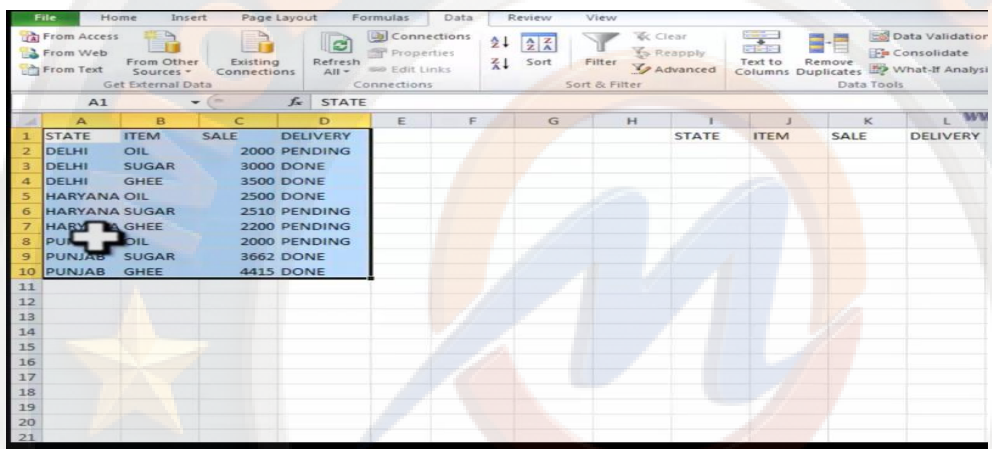 File Home Insert Page Layout Formulas Data Review View
From Access
From Web
From Text
From Other Sources
Existing Connections
Get External Data
Refresh All
Connections
Properties
Edit Links
Connections
Sort
Filter
Clear
Reapply
Advanced
Sort & Filter
Text to Columns
Remove Duplicates
Data Validation
Consolidate
What-If Analysi
Data Tools
A1 fx STATE
A B C D E F G H I J K L
1 STATE ITEM SALE DELIVERY STATE ITEM SALE DELIVERY
2 DELHI OIL 2000 PENDING
3 DELHI SUGAR 3000 DONE
4 DELHI GHEE 3500 DONE
5 HARYANA OIL 2500 DONE
6 HARYANA SUGAR 2510 PENDING
7 GHEE 2200 PENDING
8 OIL 2000 PENDING
9 PUNJAB SUGAR 3662 DONE
10 PUNJAB GHEE 4415 DONE
11
12
13
14
15
16
17
18
19
20
21